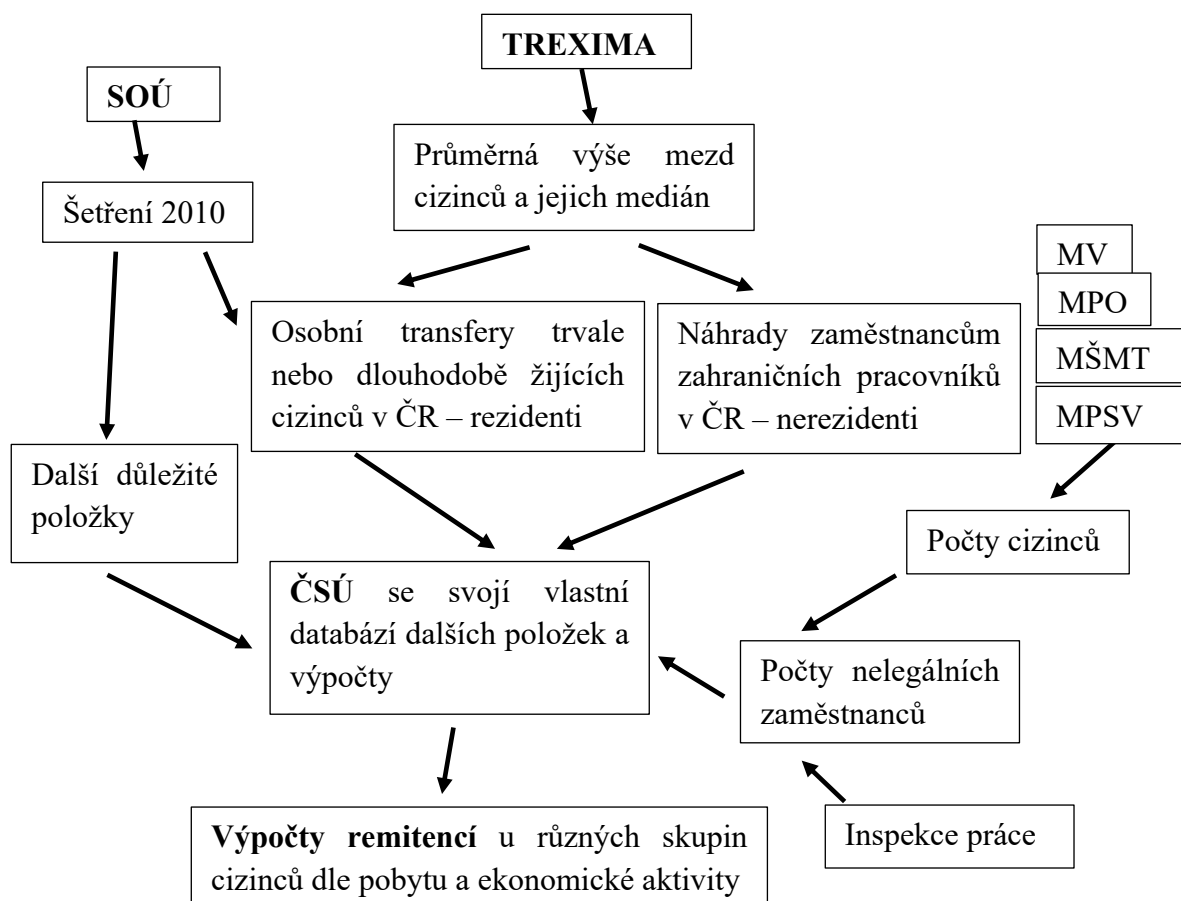 TREXIMA
SOÚ
Průměrná výše mezd
cizinců a jejich medián
Šetření 2010
MV
MPO
MŠMT
MPSV
Osobní transfery trvale
nebo dlouhodobě žijících
cizinců v ČR – rezidenti
Náhrady zaměstnancům
zahraničních pracovníků
v ČR – nerezidenti
Další důležité
položky
Počty cizinců
ČSÚ se svojí vlastní
databází dalších položek a
výpočty
Počty nelegálních
zaměstnanců
Inspekce práce
Výpočty remitencí u různých skupin
cizinců dle pobytu a ekonomické aktivity